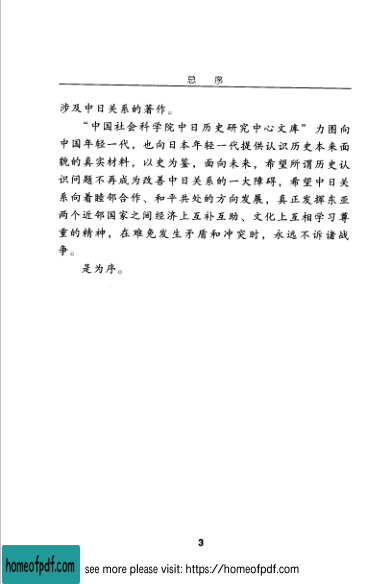 总 序
涉及中日关系的著作。
“中国社会科学院中日历史研究中心文库”力图向
中国年轻一代，也向日本年轻一代提供认识历史本来面
貌的真实材料，以史为鉴，面向未来，希望所谓历史认
识问题不再成为改善中日关系的一大障碍，希望中日关
系向着睦邻合作、和平共处的方向发展，真正发挥东亚
两个近邻国家之间经济上互补互助、文化上互相学习尊
重的精神，在难免发生矛盾和冲突时，永远不诉诸战
争。
是为序。
3
homeofpdf.com
see more please visit: https://homeofpdf.com